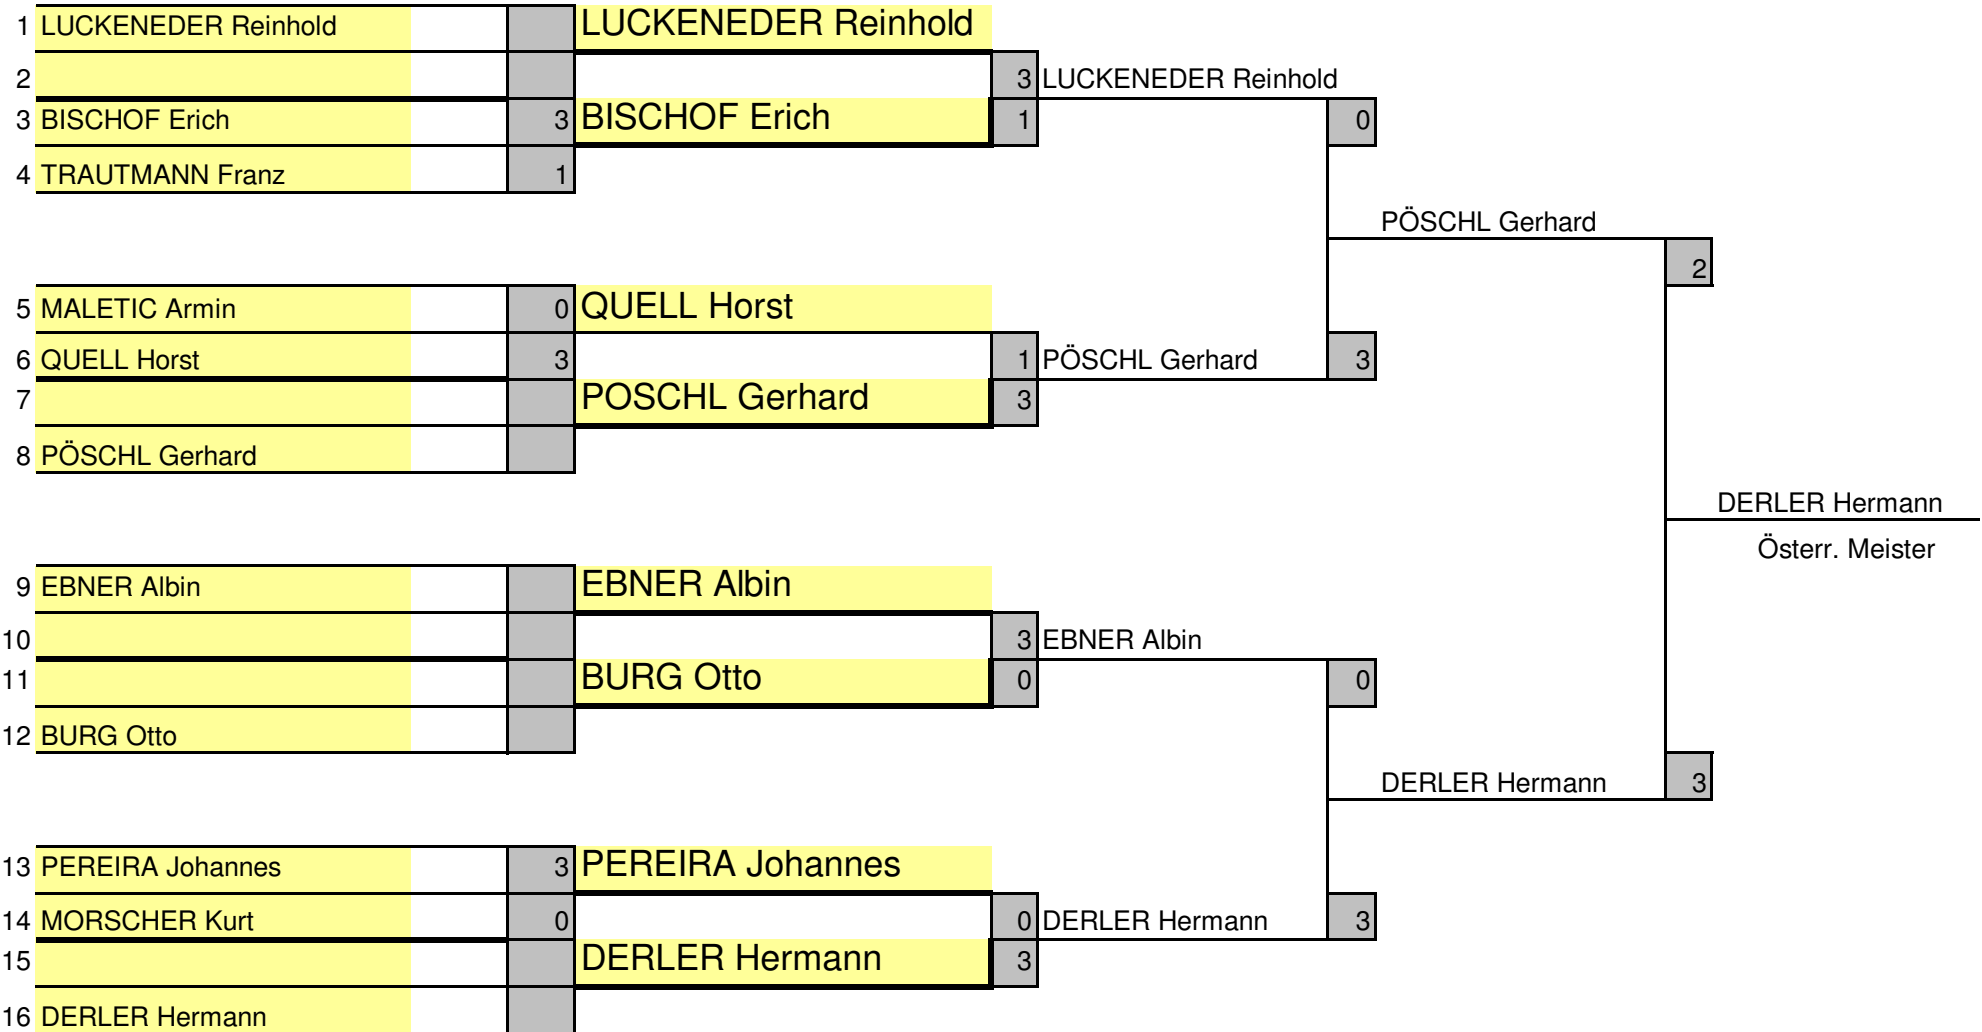 1 LUCKENEDER Reinhold LUCKENEDER Reinhold
2 3 LUCKENEDER Reinhold
3 BISCHOF Erich 3 BISCHOF Erich 1 0
4 TRAUTMANN Franz 1
PÖSCHL Gerhard
2
5 MALETIC Armin 0 QUELL Horst
6 QUELL Horst 3 1 PÖSCHL Gerhard 3
7 POSCHL Gerhard 3
8 PÖSCHL Gerhard
DERLER Hermann
Österr. Meister
9 EBNER Albin EBNER Albin
10 3 EBNER Albin
11 BURG Otto 0 0
12 BURG Otto
DERLER Hermann 3
13 PEREIRA Johannes 3 PEREIRA Johannes
14 MORSCHER Kurt 0 0 DERLER Hermann 3
15 DERLER Hermann 3
16 DERLER Hermann